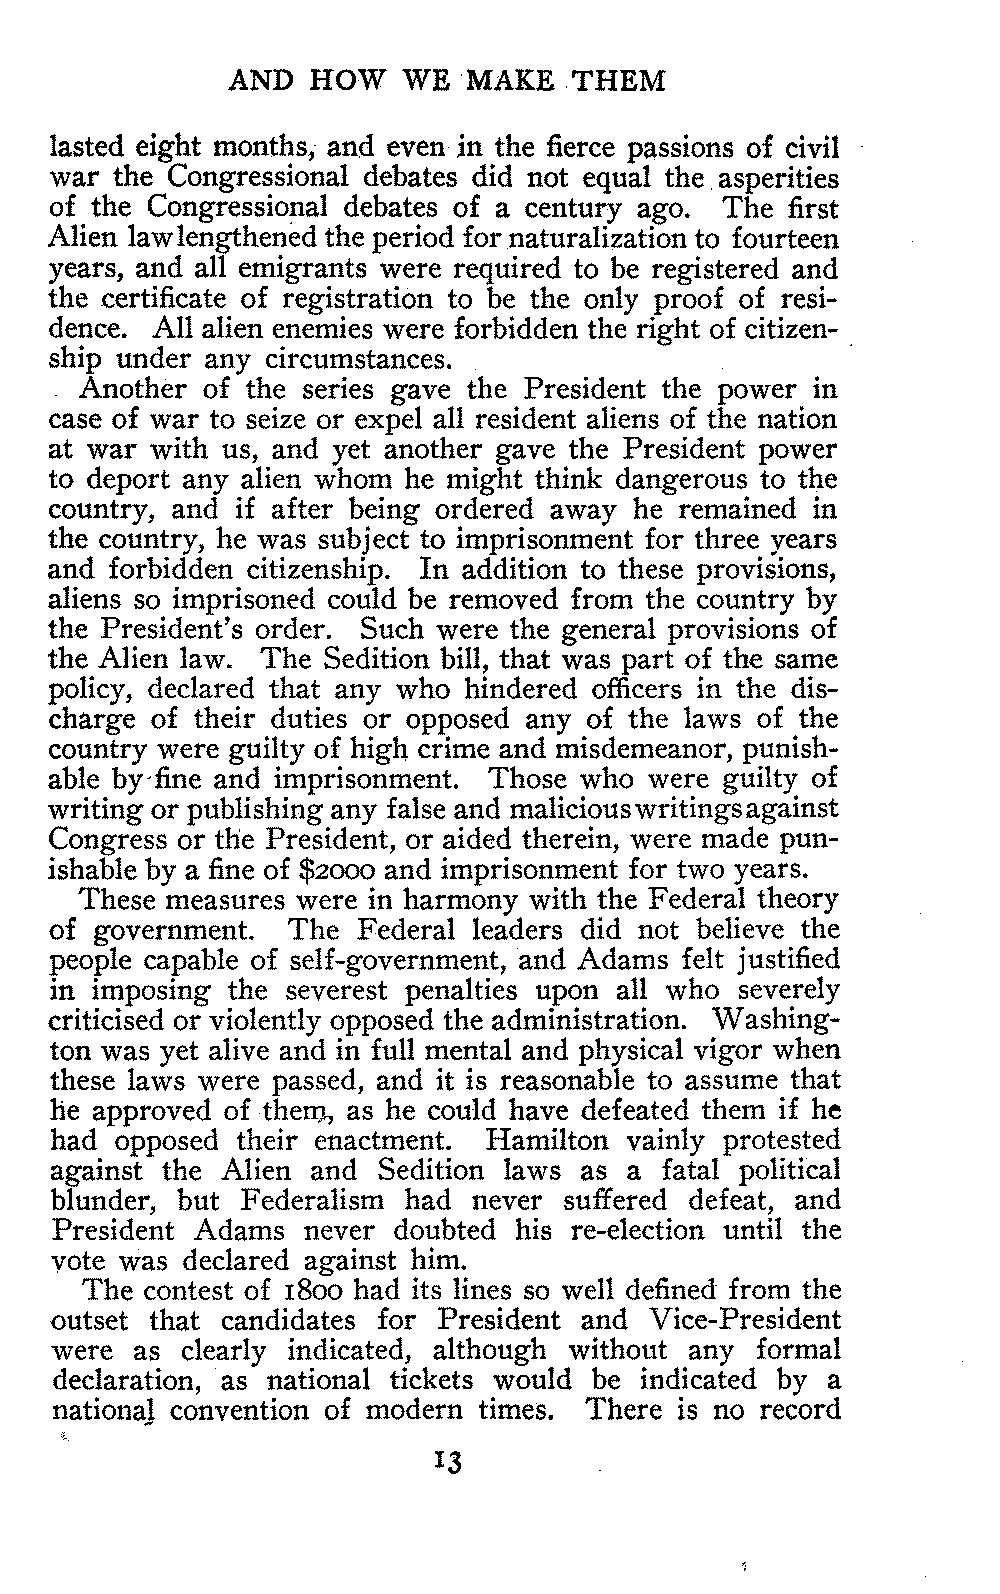 AND HOW WE MAKE THEM
lasted eight months, and even in the fierce passions of civil
war the Congressional debates did not equal the asperities
of the Congressional debates of a century ago. The first
Alien law lengthened the period for naturalization to fourteen
years, and all emigrants were required to be registered and
the certificate of registration to be the only proof of resi-
dence. All alien enemies were forbidden the right of citizen-
ship under any circumstances.
Another of the series gave the President the power in
case of war to seize or expel all resident aliens of the nation
at war with us, and yet another gave the President power
to deport any alien whom he might think dangerous to the
country, and if after being ordered away he remained in
the country, he was subject to imprisonment for three years
and forbidden citizenship. In addition to these provisions,
aliens so imprisoned could be removed from the country by
the President's order. Such were the general provisions of
the Alien law. The Sedition bill, that was part of the same
policy, declared that any who hindered officers in the dis-
charge of their duties or opposed any of the laws of the
country were guilty of high crime and misdemeanor, punish-
able by fine and imprisonment. Those who were guilty of
writing or publishing any false and malicious writings against
Congress or the President, or aided therein, were made pun-
ishable by a fine of $2000 and imprisonment for two years.
These measures were in harmony with the Federal theory
of government. The Federal leaders did not believe the
people capable of self-government, and Adams felt justified
in imposing the severest penalties upon all who severely
criticised or violently opposed the administration. Washing-
ton was yet alive and in full mental and physical vigor when
these laws were passed, and it is reasonable to assume that
he approved of them, as he could have defeated them if he
had opposed their enactment. Hamilton vainly protested
against the Alien and Sedition laws as a fatal political
blunder, but Federalism had never suffered defeat, and
President Adams never doubted his re-election until the
vote was declared against him.
The contest of 1800 had its lines so well defined from the
outset that candidates for President and Vice-President
were as clearly indicated, although without any formal
declaration, as national tickets would be indicated by a
national convention of modern times. There is no record
13